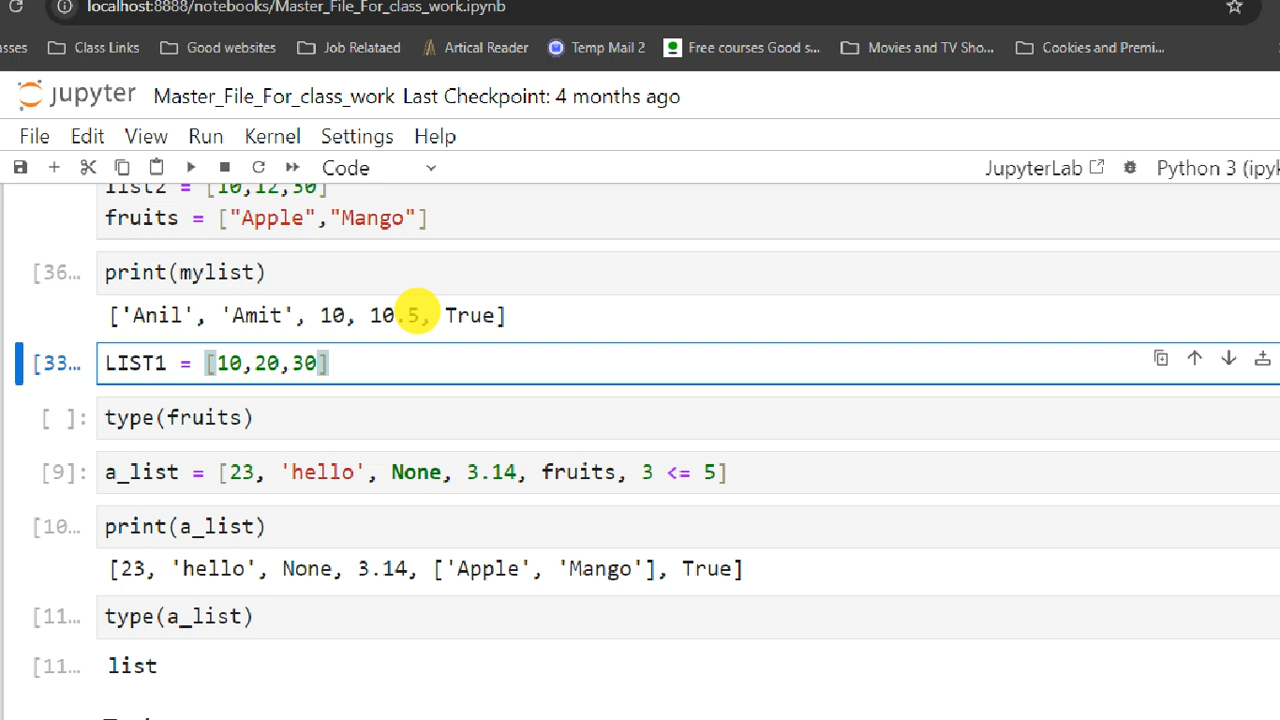 localhost:8888/notebooks/Master_File_For_class_work.ipynb
asses Class Links Good websites Job Relataed Artical Reader Temp Mail 2 Free courses Good s... Movies and TV Sho... Cookies and Premi...
jupyter Master_File_For_class_work Last Checkpoint: 4 months ago
File Edit View Run Kernel Settings Help
Code JupyterLab Python 3 (ipyk
list2 = [10,12,30]
fruits = ["Apple","Mango"]
[36... print(mylist)
['Anil', 'Amit', 10, 10.5, True]
[33... LIST1 = [10,20,30]
[ ]: type(fruits)
[9]: a_list = [23, 'hello', None, 3.14, fruits, 3 <= 5]
[10... print(a_list)
[23, 'hello', None, 3.14, ['Apple', 'Mango'], True]
[11... type(a_list)
[11... list